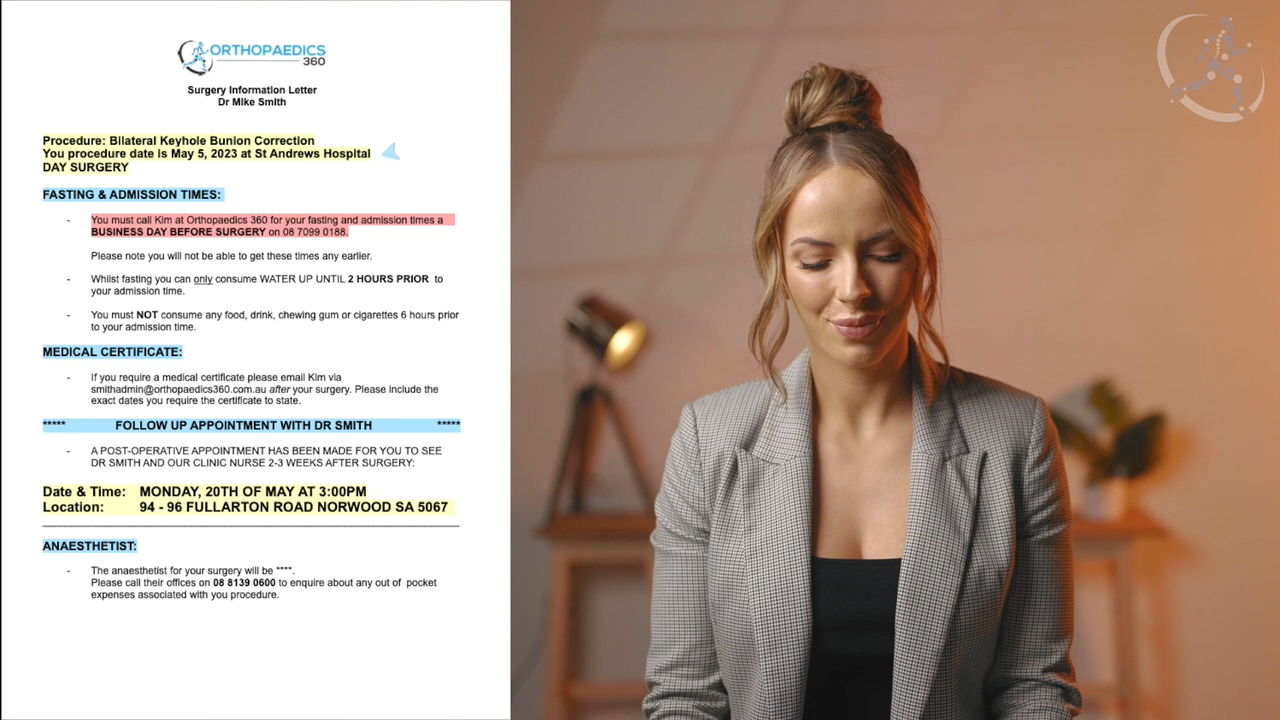 ORTHOPAEDICS
360
Surgery Information Letter
Dr Mike Smith
Procedure: Bilateral Keyhole Bunion Correction
You procedure date is May 5, 2023 at St Andrews Hospital
DAY SURGERY
FASTING & ADMISSION TIMES:
- You must call Kim at Orthopaedics 360 for your fasting and admission times a
BUSINESS DAY BEFORE SURGERY on 08 7099 0188.
Please note you will not be able to get these times any earlier.
- Whilst fasting you can only consume WATER UP UNTIL 2 HOURS PRIOR to
your admission time.
- You must NOT consume any food, drink, chewing gum or cigarettes 6 hours prior
to your admission time.
MEDICAL CERTIFICATE:
- If you require a medical certificate please email Kim via
smithadmin@orthopaedics360.com.au after your surgery. Please include the
exact dates you require the certificate to state.
***** FOLLOW UP APPOINTMENT WITH DR SMITH *****
- A POST-OPERATIVE APPOINTMENT HAS BEEN MADE FOR YOU TO SEE
DR SMITH AND OUR CLINIC NURSE 2-3 WEEKS AFTER SURGERY:
Date & Time: MONDAY, 20TH OF MAY AT 3:00PM
Location: 94 - 96 FULLARTON ROAD NORWOOD SA 5067
ANAESTHETIST:
- The anaesthetist for your surgery will be ****.
Please call their offices on 08 8139 0600 to enquire about any out of pocket
expenses associated with you procedure.